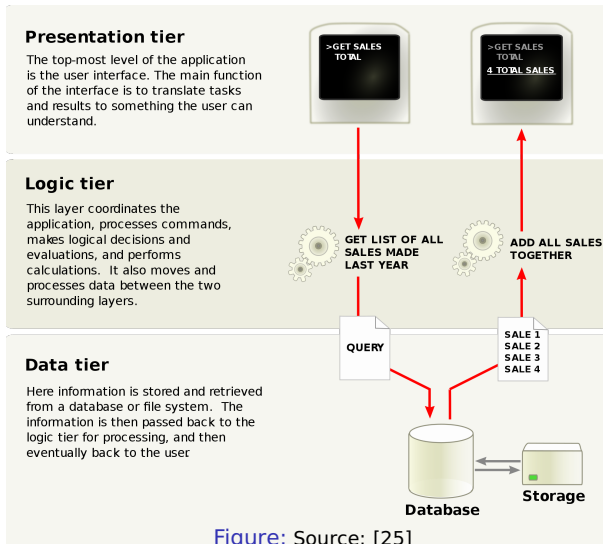 Presentation tier
The top-most level of the application
is the user interface. The main function
of the interface is to translate tasks
and results to something the user can
understand.
>GET SALES
TOTAL
>GET SALES
TOTAL
4 TOTAL SALES
Logic tier
This layer coordinates the
application, processes commands,
makes logical decisions and
evaluations, and performs
calculations. It also moves and
processes data between the two
surrounding layers.
GET LIST OF ALL
SALES MADE
LAST YEAR
ADD ALL SALES
TOGETHER
Data tier
Here information is stored and retrieved
from a database or file system. The
information is then passed back to the
logic tier for processing, and then
eventually back to the user.
QUERY
SALE 1
SALE 2
SALE 3
SALE 4
Database
Storage
Figure: Source: [25]